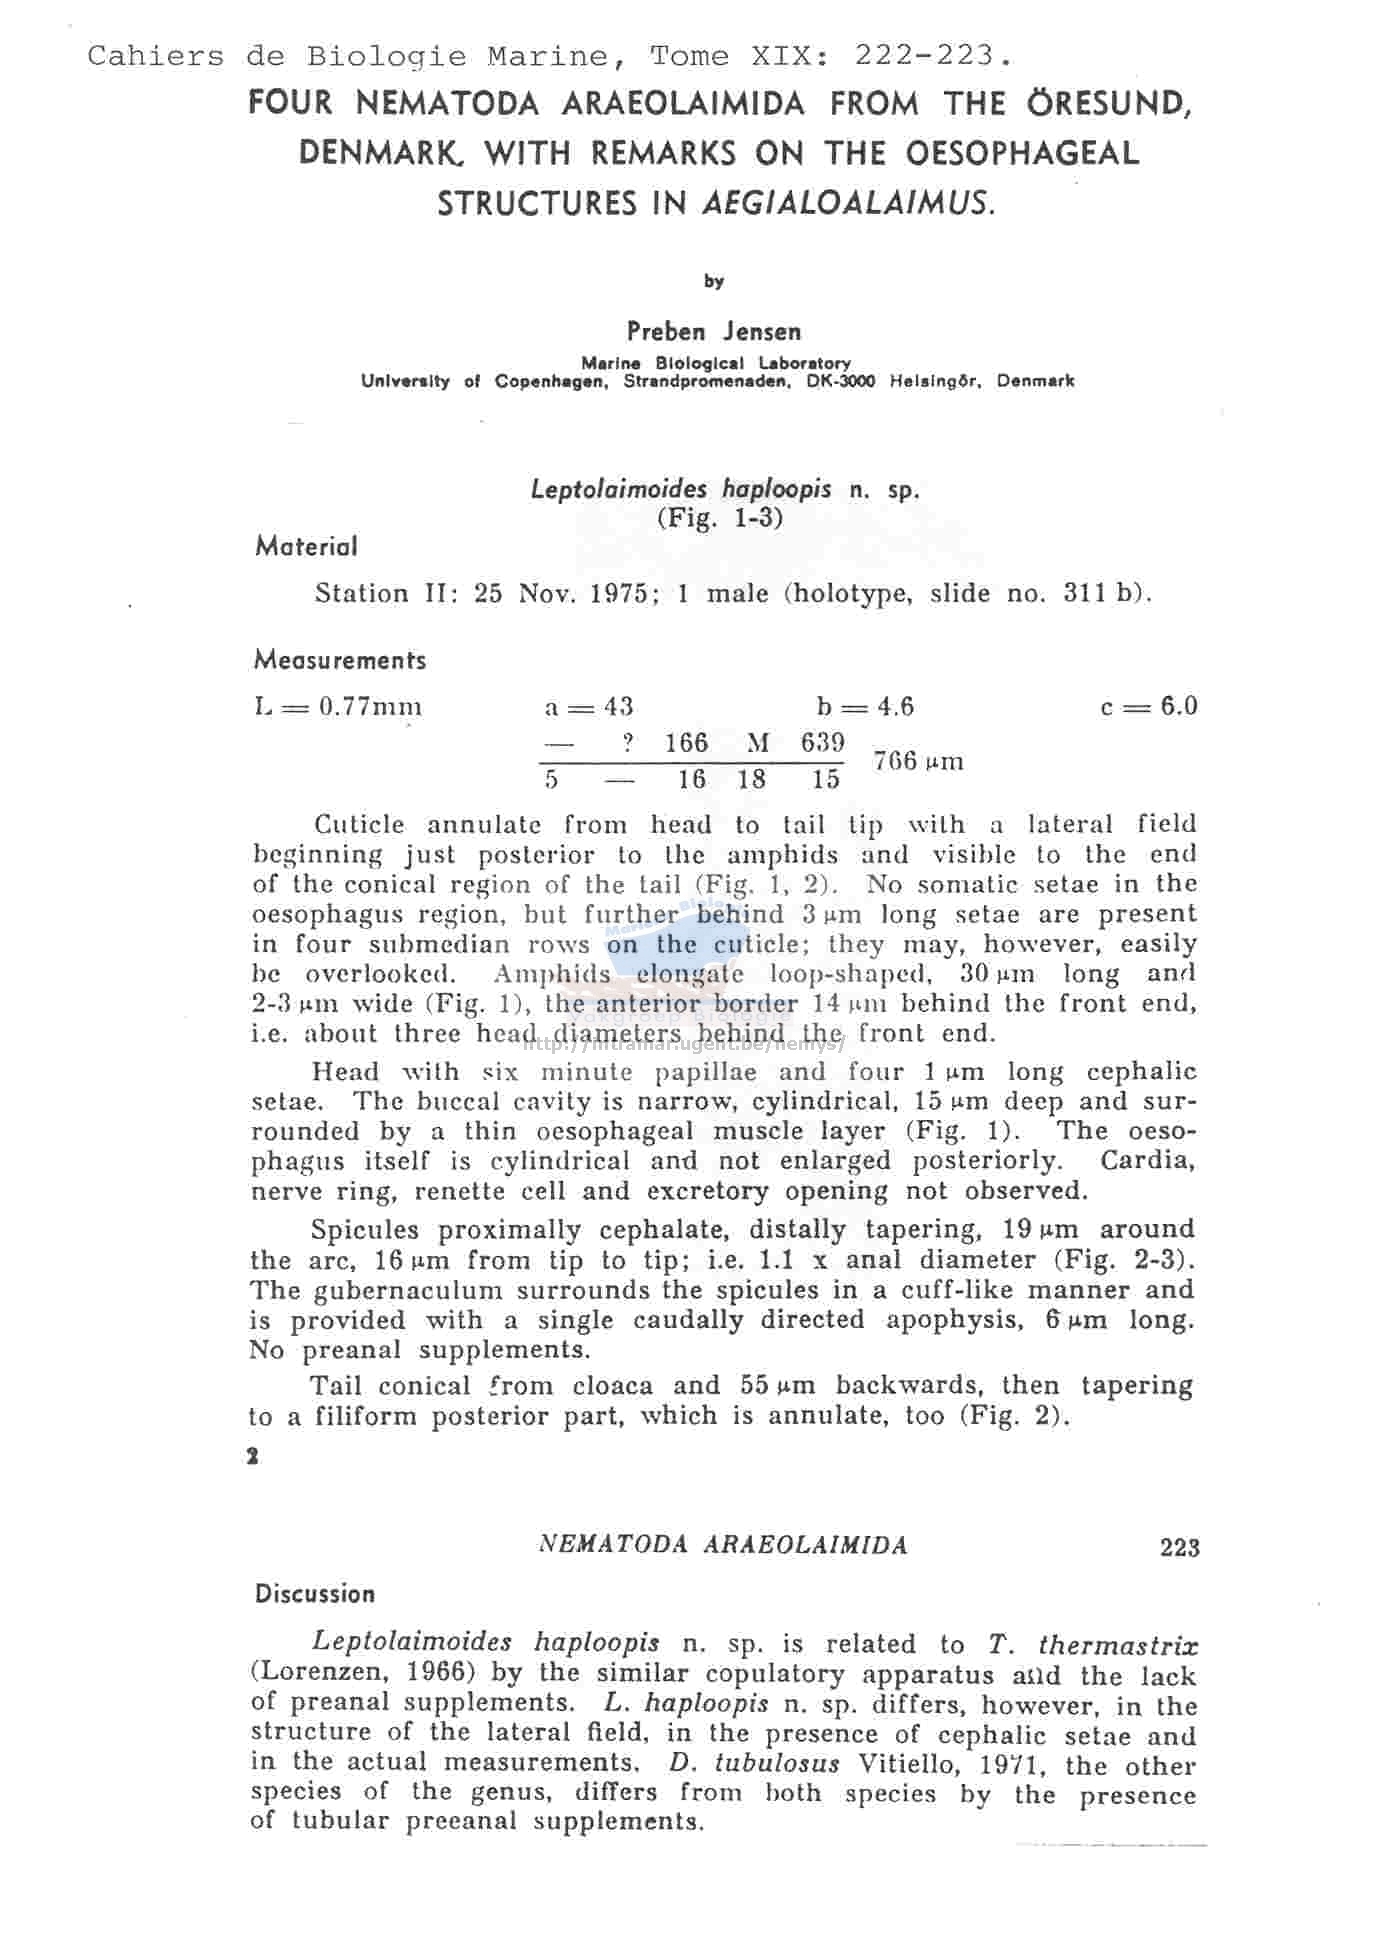 Cahiers de Biologie Marine, Tome XIX: 222-223.
FOUR NEMATODA ARAEOLAIMIDA FROM THE ÖRESUND,
DENMARK, WITH REMARKS ON THE OESOPHAGEAL
STRUCTURES IN AEGIALOALAIMUS.
by
Preben Jensen
Marine Biological Laboratory
University of Copenhagen, Strandpromenaden, DK-3000 Helsingör, Denmark
Leptolaimoides haploopis n. sp.
(Fig. 1-3)
Material
Station II: 25 Nov. 1975; 1 male (holotype, slide no. 311 b).
Measurements
L = 0.77mm a = 43 b = 4.6 c = 6.0
— ? 166 M 639
766 µm
5 — 16 18 15
Cuticle annulate from head to tail tip with a lateral field
beginning just posterior to the amphids and visible to the end
of the conical region of the tail (Fig. 1, 2). No somatic setae in the
oesophagus region, but further behind 3 µm long setae are present
in four submedian rows on the cuticle; they may, however, easily
be overlooked. Amphids elongate loop-shaped, 30 µm long and
2-3 µm wide (Fig. 1), the anterior border 14 µm behind the front end,
i.e. about three head diameters behind the front end.
Vakgroep Biologie
http://intramar.ugent.be/nemys/
Head with six minute papillae and four 1 µm long cephalic
setae. The buccal cavity is narrow, cylindrical, 15 µm deep and sur-
rounded by a thin oesophageal muscle layer (Fig. 1). The oeso-
phagus itself is cylindrical and not enlarged posteriorly. Cardia,
nerve ring, renette cell and excretory opening not observed.
Spicules proximally cephalate, distally tapering, 19 µm around
the arc, 16 µm from tip to tip; i.e. 1.1 x anal diameter (Fig. 2-3).
The gubernaculum surrounds the spicules in a cuff-like manner and
is provided with a single caudally directed apophysis, 6 µm long.
No preanal supplements.
Tail conical from cloaca and 55 µm backwards, then tapering
to a filiform posterior part, which is annulate, too (Fig. 2).
2
NEMATODA ARAEOLAIMIDA 223
Discussion
Leptolaimoides haploopis n. sp. is related to T. thermastrix
(Lorenzen, 1966) by the similar copulatory apparatus and the lack
of preanal supplements. L. haploopis n. sp. differs, however, in the
structure of the lateral field, in the presence of cephalic setae and
in the actual measurements. D. tubulosus Vitiello, 1971, the other
species of the genus, differs from both species by the presence
of tubular preeanal supplements.